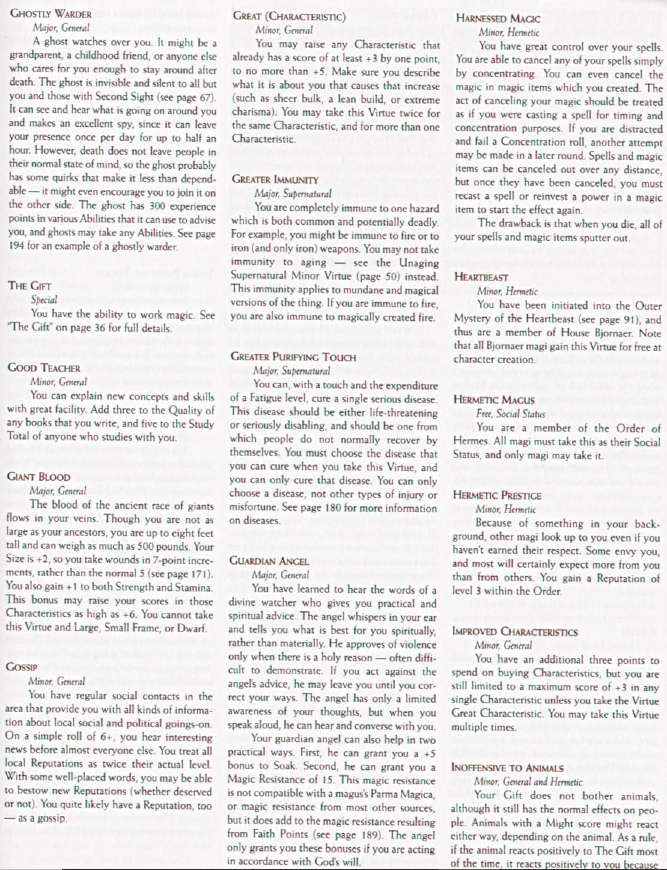 GHOSTLY WARDER
Major, General
A ghost watches over you. It might be a
grandparent, a childhood friend, or anyone else
who cares for you enough to stay around after
death. The ghost is invisible and silent to all but
you and those with Second Sight (see page 67).
It can see and hear what is going on around you
and makes an excellent spy, since it can leave
your presence once per day for up to half an
hour. However, death does not leave people in
their normal state of mind, so the ghost probably
has some quirks that make it less than depend-
able — it might even encourage you to join it on
the other side. The ghost has 300 experience
points in various Abilities that it can use to advise
you, and ghosts may take any Abilities. See page
194 for an example of a ghostly warder.
THE GIFT
Special
You have the ability to work magic. See
"The Gift" on page 36 for full details.
GOOD TEACHER
Minor, General
You can explain new concepts and skills
with great facility. Add three to the Quality of
any books that you write, and five to the Study
Total of anyone who studies with you.
GIANT BLOOD
Major, General
The blood of the ancient race of giants
flows in your veins. Though you are not as
large as your ancestors, you are up to eight feet
tall and can weigh as much as 500 pounds. Your
Size is +2, so you take wounds in 7-point incre-
ments, rather than the normal 5 (see page 171).
You also gain +1 to both Strength and Stamina.
This bonus may raise your scores in those
Characteristics as high as +6. You cannot take
this Virtue and Large, Small Frame, or Dwarf.
GOSSIP
Minor, General
You have regular social contacts in the
area that provide you with all kinds of informa-
tion about local social and political goings-on.
On a simple roll of 6+, you hear interesting
news before almost everyone else. You treat all
local Reputations as twice their actual level.
With some well-placed words, you may be able
to bestow new Reputations (whether deserved
or not). You quite likely have a Reputation, too
— as a gossip.
GREAT (CHARACTERISTIC)
Minor, General
You may raise any Characteristic that
already has a score of at least +3 by one point,
to no more than +5. Make sure you describe
what it is about you that causes that increase
(such as sheer bulk, a lean build, or extreme
charisma). You may take this Virtue twice for
the same Characteristic, and for more than one
Characteristic.
GREATER IMMUNITY
Major, Supernatural
You are completely immune to one hazard
which is both common and potentially deadly.
For example, you might be immune to fire or to
iron (and only iron) weapons. You may not take
immunity to aging — see the Unaging
Supernatural Minor Virtue (page 50) instead.
This immunity applies to mundane and magical
versions of the thing. If you are immune to fire,
you are also immune to magically created fire.
GREATER PURIFYING TOUCH
Major, Supernatural
You can, with a touch and the expenditure
of a Fatigue level, cure a single serious disease.
This disease should be either life-threatening
or seriously disabling, and should be one from
which people do not normally recover by
themselves. You must choose the disease that
you can cure when you take this Virtue, and
you can only cure that disease. You can only
choose a disease, not other types of injury or
misfortune. See page 180 for more information
on diseases.
GUARDIAN ANGEL
Major, General
You have learned to hear the words of a
divine watcher who gives you practical and
spiritual advice. The angel whispers in your ear
and tells you what is best for you spiritually,
rather than materially. He approves of violence
only when there is a holy reason — often diffi-
cult to demonstrate. If you act against the
angel's advice, he may leave you until you cor-
rect your ways. The angel has only a limited
awareness of your thoughts, but when you
speak aloud, he can hear and converse with you.
Your guardian angel can also help in two
practical ways. First, he can grant you a +5
bonus to Soak. Second, he can grant you a
Magic Resistance of 15. This magic resistance
is not compatible with a magus's Parma Magica,
or magic resistance from most other sources,
but it does add to the magic resistance resulting
from Faith Points (see page 189). The angel
only grants you these bonuses if you are acting
in accordance with God's will.
HARNESSED MAGIC
Minor, Hermetic
You have great control over your spells.
You are able to cancel any of your spells simply
by concentrating. You can even cancel the
magic in magic items which you created. The
act of canceling your magic should be treated
as if you were casting a spell for timing and
concentration purposes. If you are distracted
and fail a Concentration roll, another attempt
may be made in a later round. Spells and magic
items can be canceled out over any distance,
but once they have been canceled, you must
recast a spell or reinvest a power in a magic
item to start the effect again.
The drawback is that when you die, all of
your spells and magic items sputter out.
HEARTBEAST
Minor, Hermetic
You have been initiated into the Outer
Mystery of the Heartbeast (see page 91), and
thus are a member of House Bjornaer. Note
that all Bjornaer magi gain this Virtue for free at
character creation.
HERMETIC MAGUS
Free, Social Status
You are a member of the Order of
Hermes. All magi must take this as their Social
Status, and only magi may take it.
HERMETIC PRESTIGE
Minor, Hermetic
Because of something in your back-
ground, other magi look up to you even if you
haven't earned their respect. Some envy you,
and most will certainly expect more from you
than from others. You gain a Reputation of
level 3 within the Order.
IMPROVED CHARACTERISTICS
Minor, General
You have an additional three points to
spend on buying Characteristics, but you are
still limited to a maximum score of +3 in any
single Characteristic unless you take the Virtue
Great Characteristic. You may take this Virtue
multiple times.
INOFFENSIVE TO ANIMALS
Minor, General and Hermetic
Your Gift does not bother animals,
although it still has the normal effects on peo-
ple. Animals with a Might score might react
either way, depending on the animal. As a rule,
if the animal reacts positively to The Gift most
of the time, it reacts positively to you because